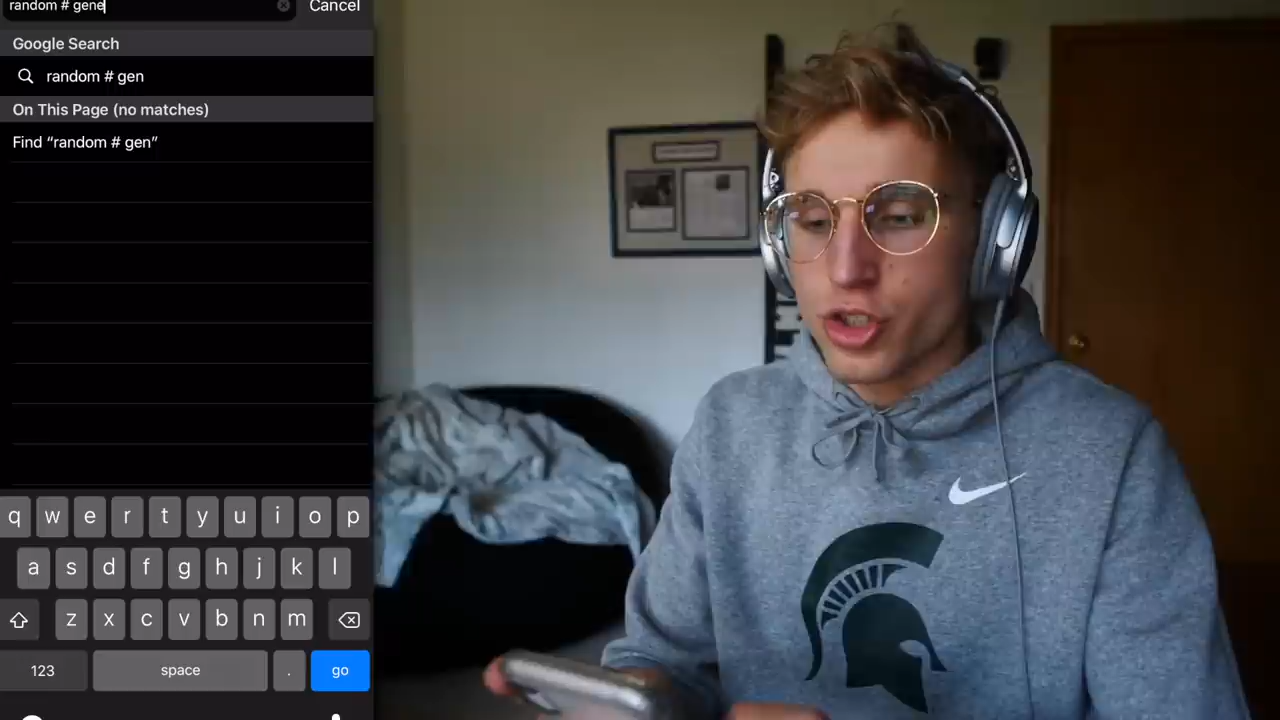 random # gene
Cancel
Google Search
random # gen
On This Page (no matches)
Find “random # gen”
q w e r t y u i o p
a s d f g h j k l
z x c v b n m
123 space . go